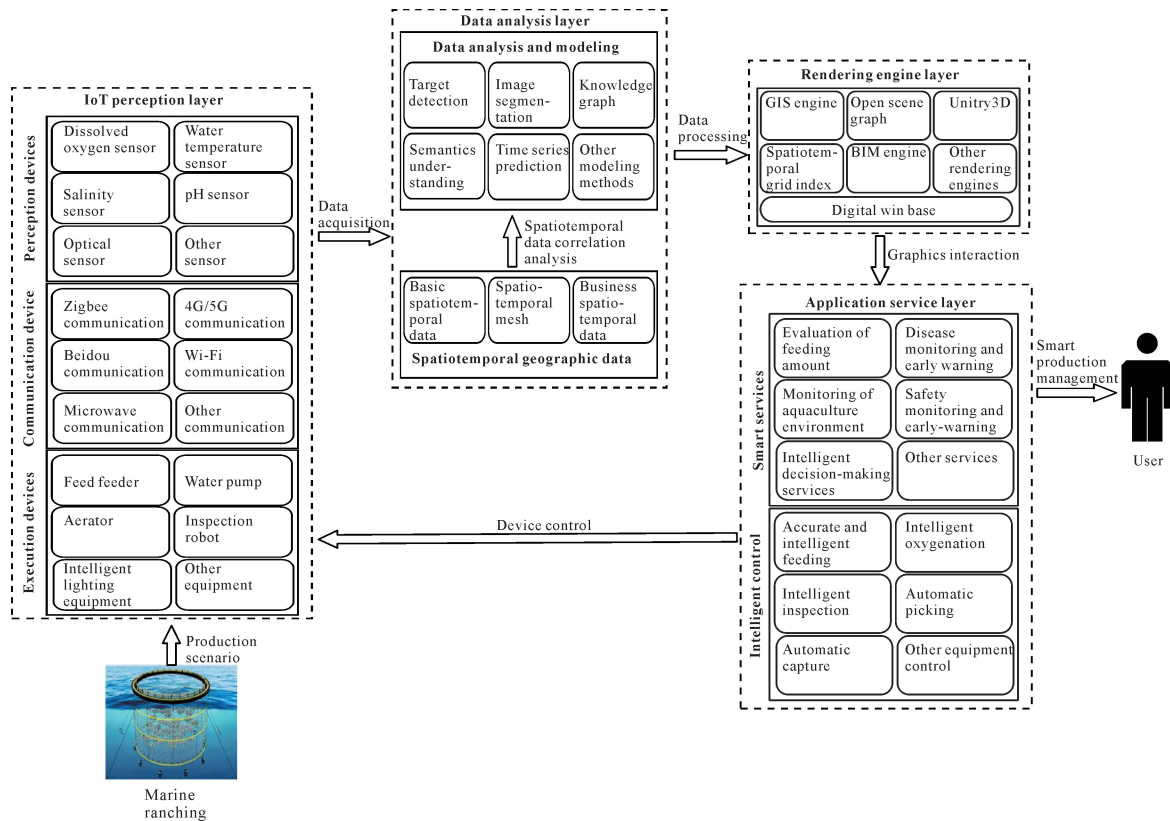 IoT perception layer
Perception devices
Dissolved
oxygen sensor
Water
temperature
sensor
Salinity
sensor
pH sensor
Optical
sensor
Other
sensor
Communication device
Zigbee
communication
4G/5G
communication
Beidou
communication
Wi-Fi
communication
Microwave
communication
Other
communication
Execution devices
Feed feeder
Water pump
Aerator
Inspection
robot
Intelligent
lighting
equipment
Other
equipment
Production
scenario
Marine
ranching
Data
acquisition
Data analysis layer
Data analysis and modeling
Target
detection
Image
segmen-
tation
Knowledge
graph
Semantics
under-
standing
Time series
prediction
Other
modeling
methods
Spatiotemporal
data correlation
analysis
Basic
spatiotem-
poral
data
Spatio-
temporal
mesh
Business
spatio-
temporal
data
Spatiotemporal geographic data
Data
processing
Rendering engine layer
GIS engine
Open scene
graph
Unitry3D
Spatiotem-
poral
grid index
BIM engine
Other
rendering
engines
Digital win base
Graphics interaction
Application service layer
Smart services
Evaluation of
feeding
amount
Disease
monitoring and
early warning
Monitoring of
aquaculture
environment
Safety
monitoring and
early-warning
Intelligent
decision-making
services
Other services
Intelligent control
Accurate and
intelligent
feeding
Intelligent
oxygenation
Intelligent
inspection
Automatic
picking
Automatic
capture
Other equipment
control
Device control
Smart
production
management
User